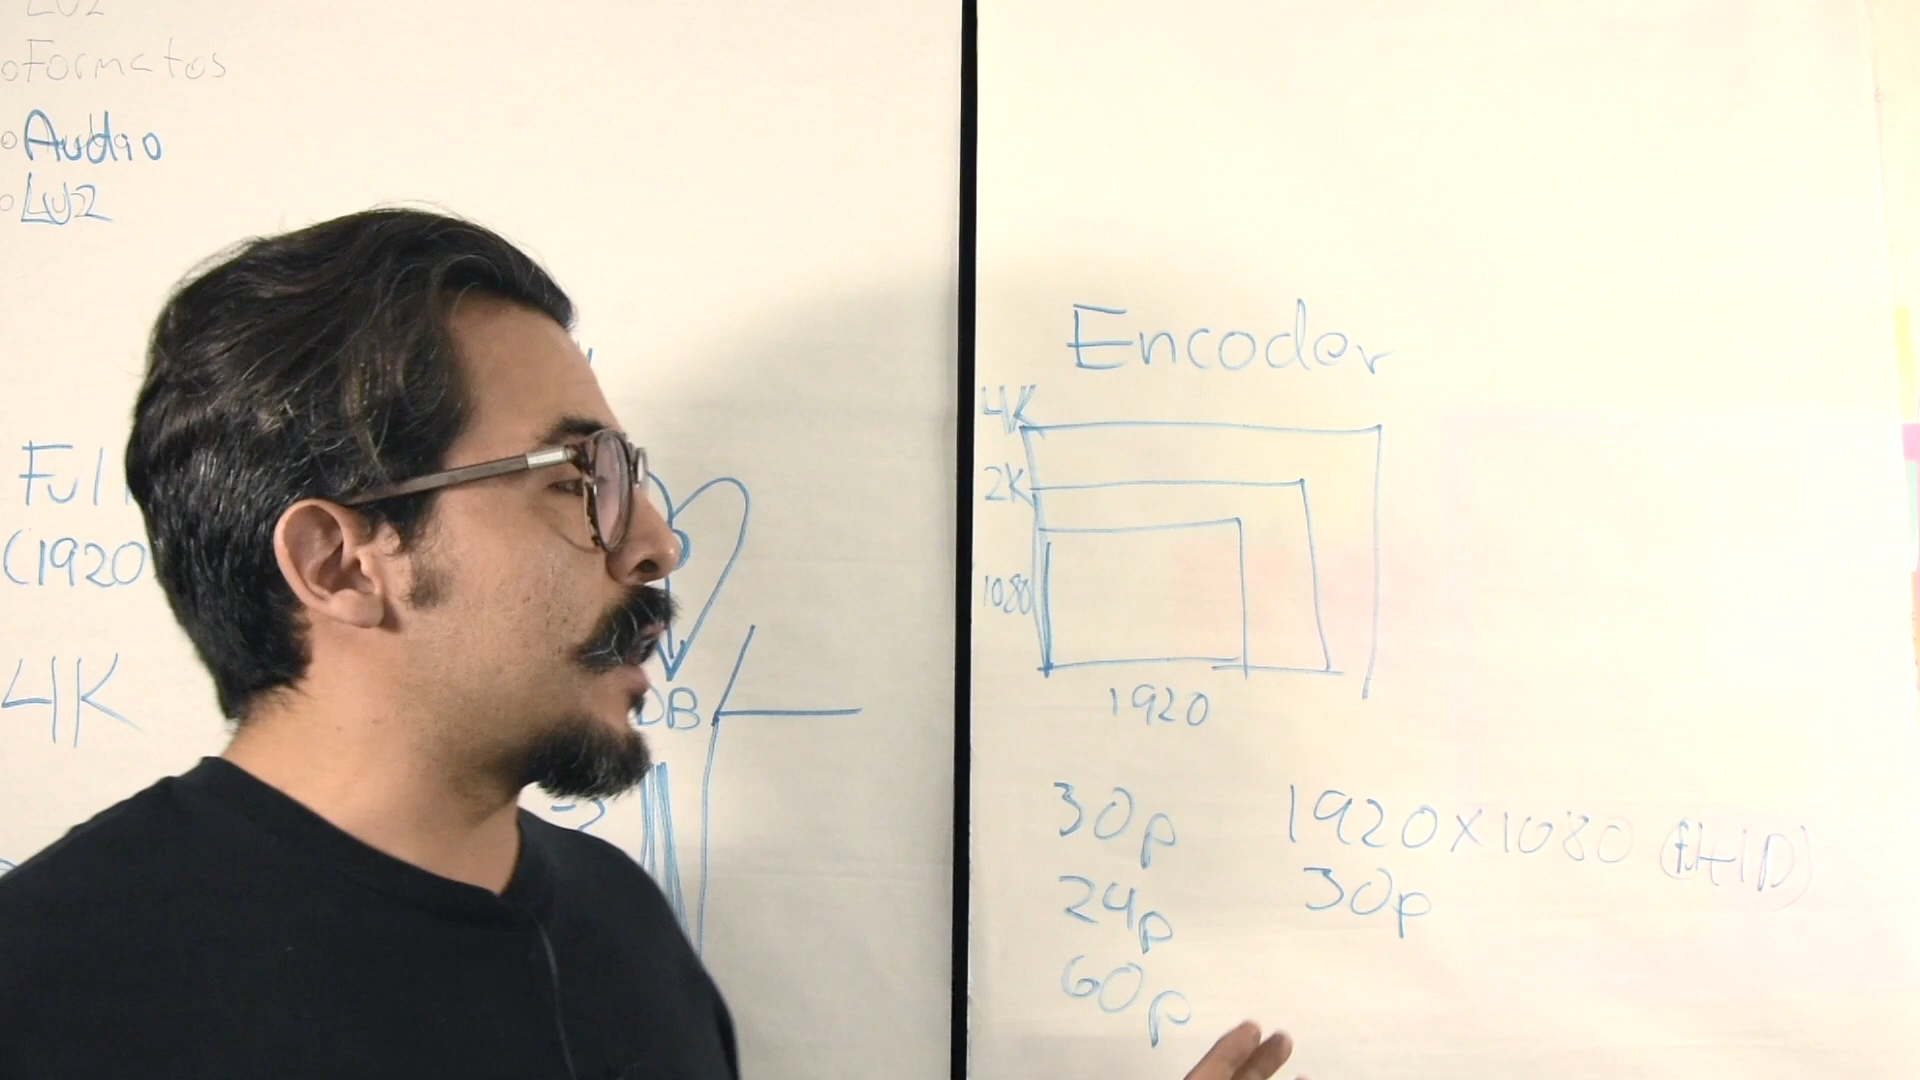 LUZ
Formatos
Audio
LUZ
Full
(1920
4K
DB
Encoder
4K
2K
1080
1920
30p
24p
60p
1920X1080 (FHD)
30p